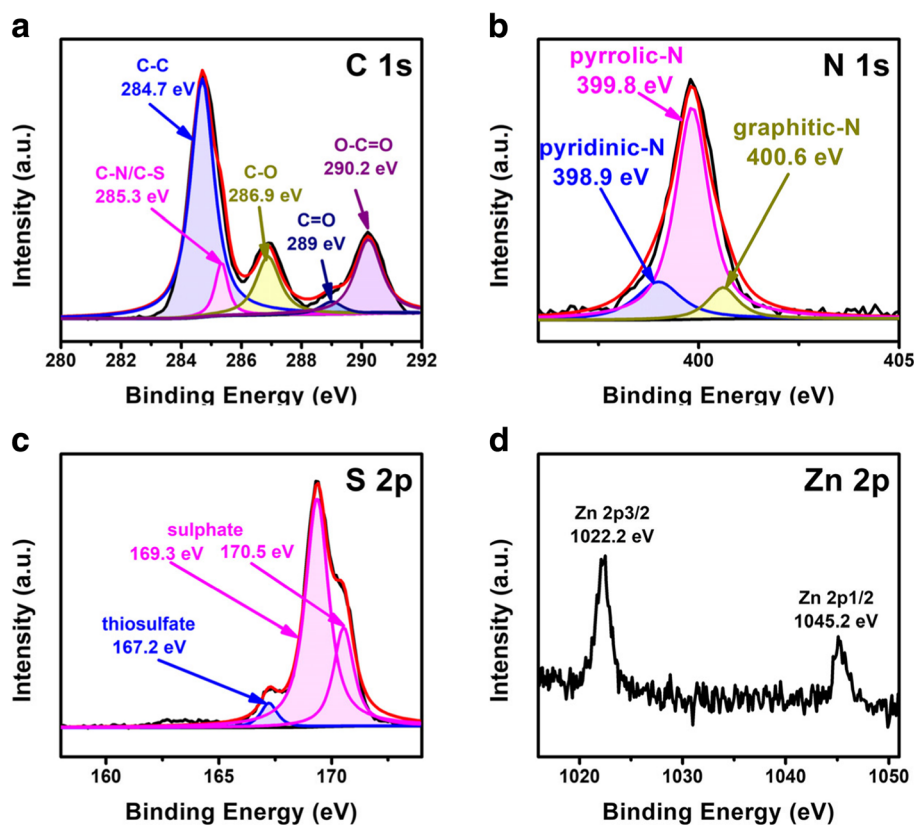 a
C 1s
C-C
284.7 eV
C-N/C-S
285.3 eV
C-O
286.9 eV
C=O
289 eV
O-C=O
290.2 eV
Intensity (a.u.)
280 282 284 286 288 290 292
Binding Energy (eV)
b
N 1s
pyrrolic-N
399.8 eV
pyridinic-N
398.9 eV
graphitic-N
400.6 eV
Intensity (a.u.)
400 405
Binding Energy (eV)
c
S 2p
sulphate
169.3 eV 170.5 eV
thiosulfate
167.2 eV
Intensity (a.u.)
160 165 170
Binding Energy (eV)
d
Zn 2p
Zn 2p3/2
1022.2 eV
Zn 2p1/2
1045.2 eV
Intensity (a.u.)
1020 1030 1040 1050
Binding Energy (eV)